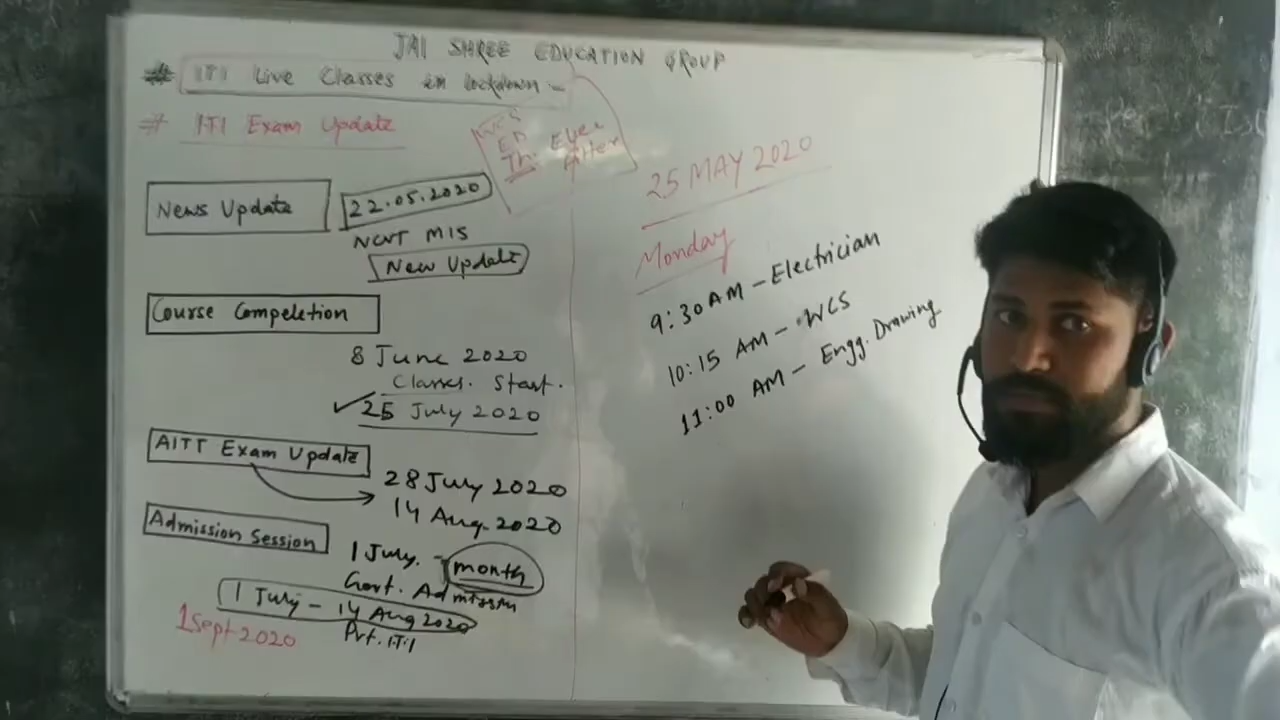 JAI SHREE EDUCATION GROUP
# ITI Live Classes in lockdown
# ITI Exam Update
WCS
ED
Th:
News Update
22.05.2020
NCVT MIS
New Update
Course Compeletion
8 June 2020
Classes. Start.
25 July 2020
AITT Exam Update
28 July 2020
14 Aug. 2020
Admission Session
1 July. - month
Govt. Admission
1 July - 14 Aug 2020
Pvt. ITI
1 Sept 2020
25 MAY 2020
Monday
9:30 AM - Electrician
10:15 AM - WCS
11:00 AM - Engg. Drawing